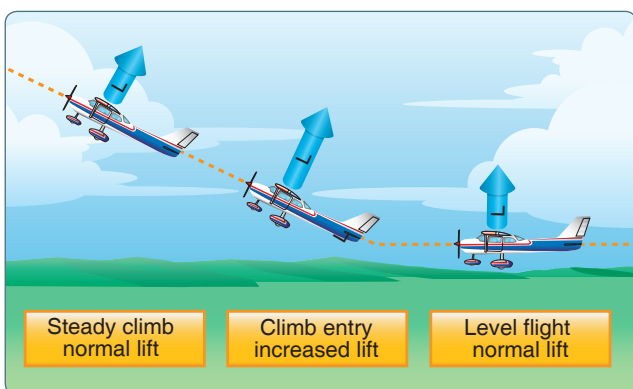 L
L
L
Steady climb
normal lift
Climb entry
increased lift
Level flight
normal lift